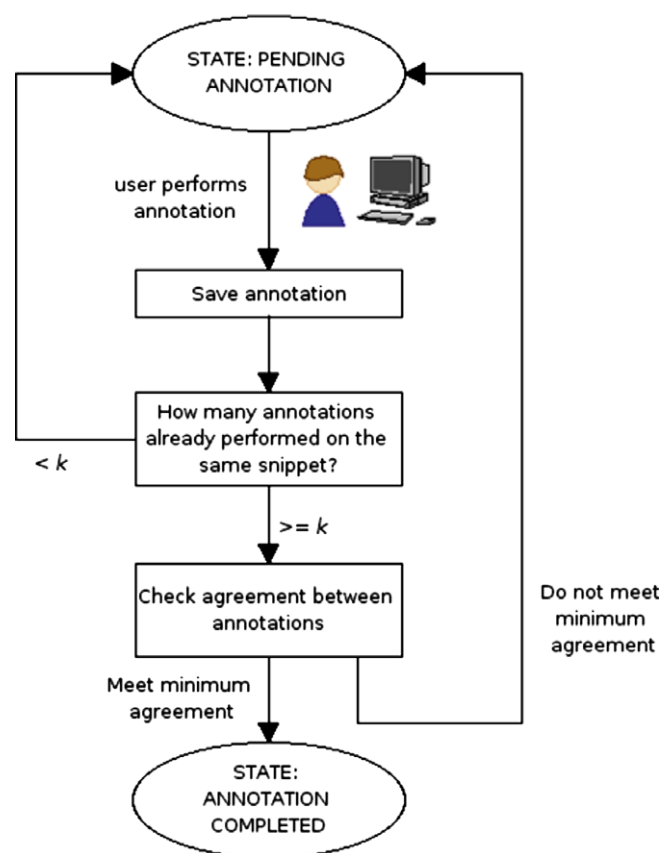 STATE: PENDING
ANNOTATION
user performs
annotation
Save annotation
How many annotations
already performed on the
same snippet?
< k
>= k
Check agreement between
annotations
Do not meet
minimum
agreement
Meet minimum
agreement
STATE:
ANNOTATION
COMPLETED